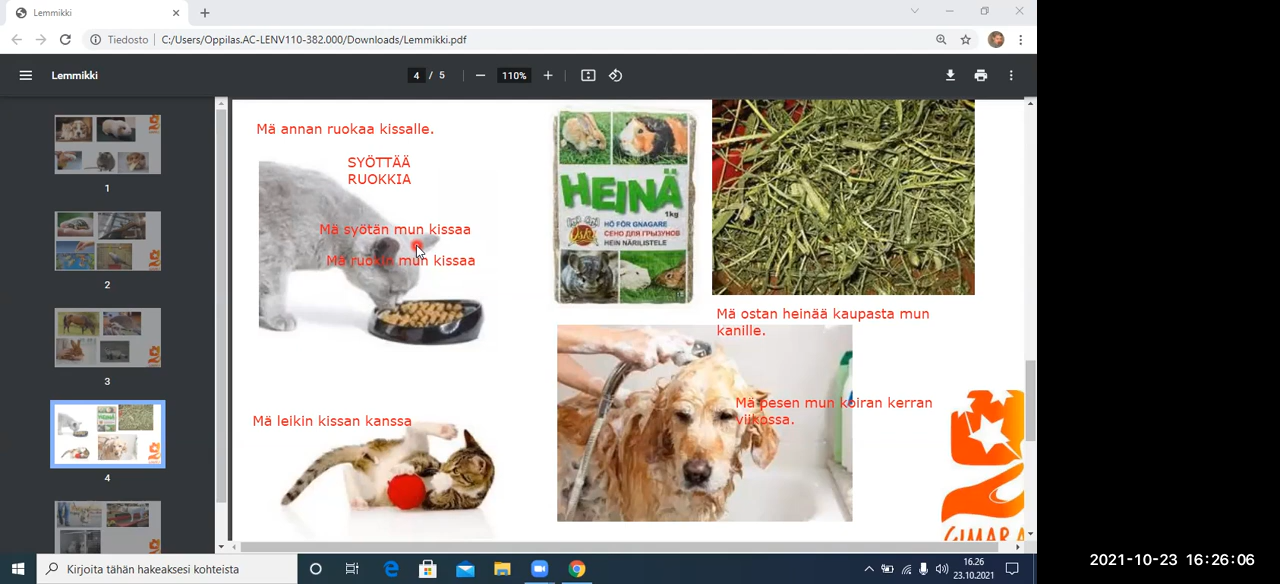 Lemmikki
Tiedosto
C:/Users/Oppilas.AC-LENV110-382.000/Downloads/Lemmikki.pdf
Lemmikki
4 / 5
110%
1
2
3
4
Mä annan ruokaa kissalle.
SYÖTTÄÄ
RUOKKIA
Mä syötän mun kissaa
Mä ruokin mun kissaa
Mä leikin kissan kanssa
HEINÄ
1kg
HÖ FÖR GNAGARE
СЕНО ДЛЯ ГРЫЗУНОВ
HEIN NÄRILISTELE
Mä ostan heinää kaupasta mun
kanille.
Mä pesen mun koiran kerran
viikossa.
Kirjoita tähän hakeaksesi kohteista
16.26
23.10.2021
2021-10-23 16:26:06